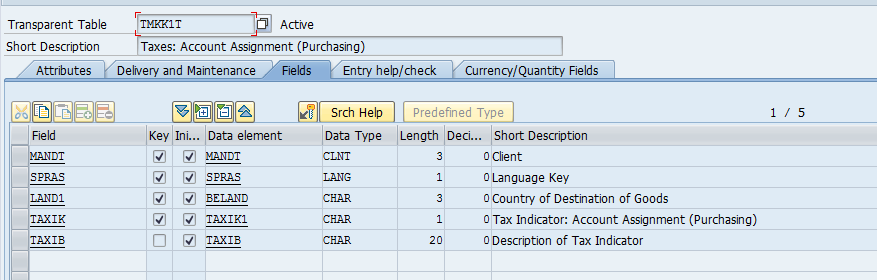 Transparent Table TMKK1T Active
Short Description Taxes: Account Assignment (Purchasing)
Attributes Delivery and Maintenance Fields Entry help/check Currency/Quantity Fields
Srch Help Predefined Type 1 / 5
Field Key Ini... Data element Data Type Length Deci... Short Description
MANDT MANDT CLNT 3 0 Client
SPRAS SPRAS LANG 1 0 Language Key
LAND1 BELAND CHAR 3 0 Country of Destination of Goods
TAXIK TAXIK1 CHAR 1 0 Tax Indicator: Account Assignment (Purchasing)
TAXIB TAXIB CHAR 20 0 Description of Tax Indicator